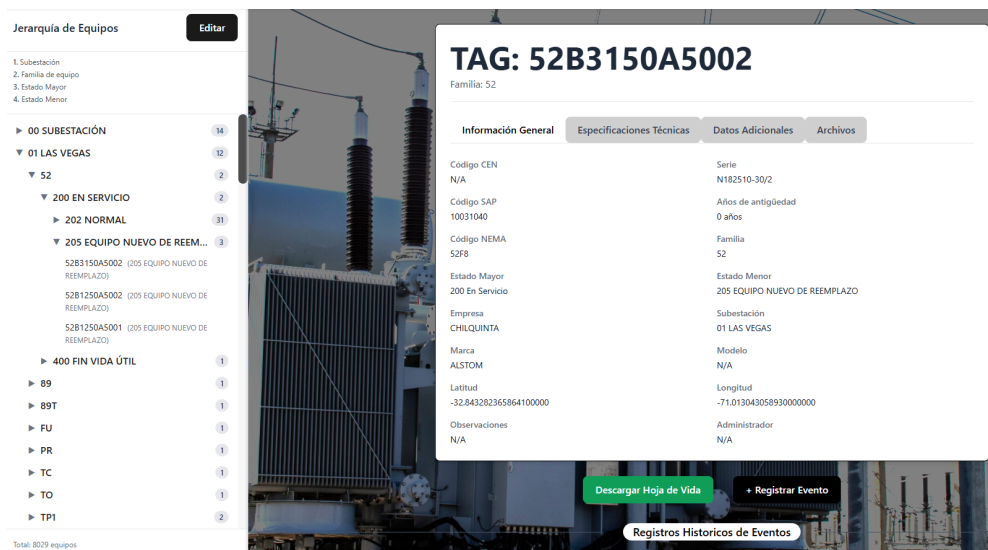 Jerarquía de Equipos
Editar
1. Subestación
2. Familia de equipo
3. Estado Mayor
4. Estado Menor
▶ 00 SUBESTACIÓN 14
▼ 01 LAS VEGAS 12
▼ 52 2
▼ 200 EN SERVICIO 2
▶ 202 NORMAL 31
▼ 205 EQUIPO NUEVO DE REEM... 3
52B3150A5002 (205 EQUIPO NUEVO DE
REEMPLAZO)
52B1250A5002 (205 EQUIPO NUEVO DE
REEMPLAZO)
52B1250A5001 (205 EQUIPO NUEVO DE
REEMPLAZO)
▶ 400 FIN VIDA ÚTIL 1
▶ 89 1
▶ 89T 1
▶ FU 1
▶ PR 1
▶ TC 1
▶ TO 1
▶ TP1 2
Total: 8029 equipos
TAG: 52B3150A5002
Familia: 52
Información General Especificaciones Técnicas Datos Adicionales Archivos
Código CEN
N/A
Serie
N182510-30/2
Código SAP
10031040
Años de antigüedad
0 años
Código NEMA
52F8
Familia
52
Estado Mayor
200 En Servicio
Estado Menor
205 EQUIPO NUEVO DE REEMPLAZO
Empresa
CHILQUINTA
Subestación
01 LAS VEGAS
Marca
ALSTOM
Modelo
N/A
Latitud
-32.843282365864100000
Longitud
-71.013043058930000000
Observaciones
N/A
Administrador
N/A
Descargar Hoja de Vida
+ Registrar Evento
Registros Historicos de Eventos